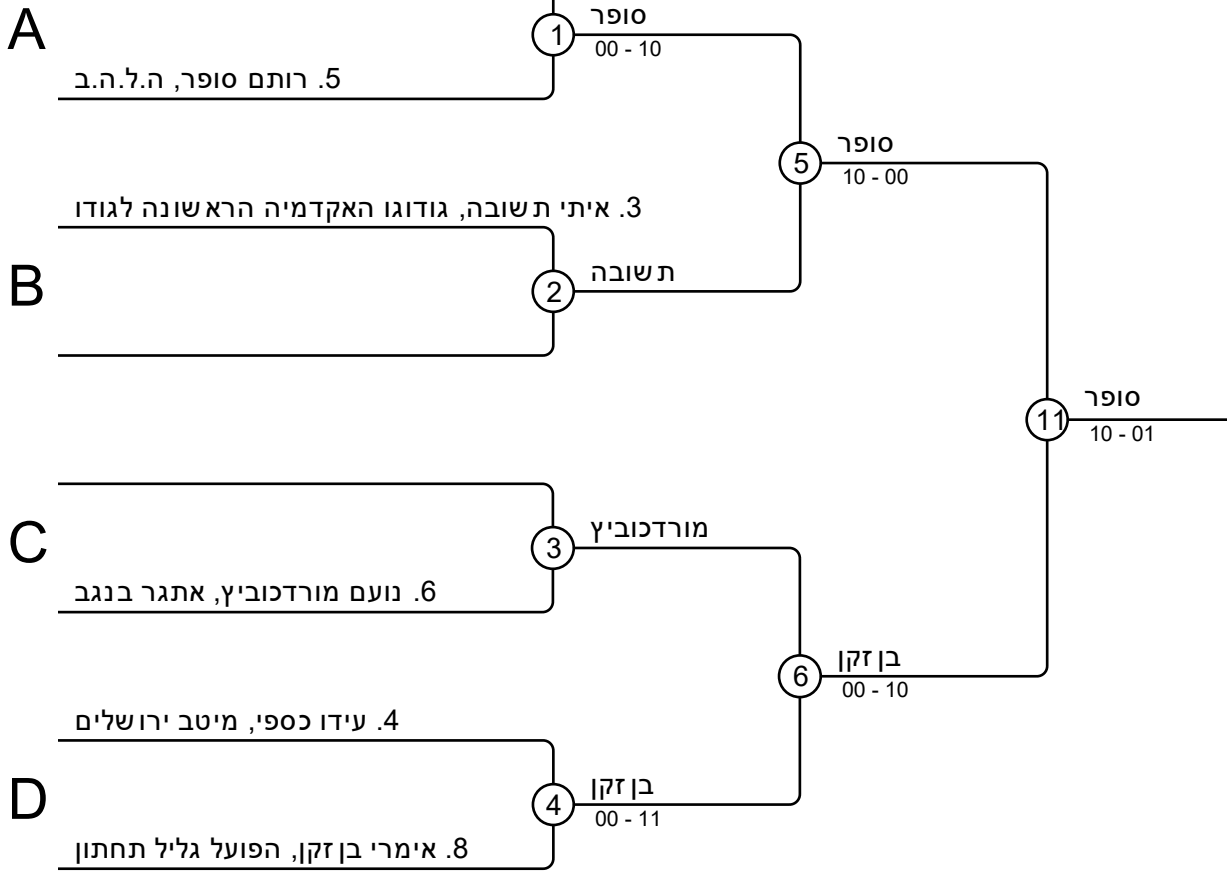 A
1
סופר
00 - 10
5. רותם סופר, ה.ל.ה.ב
5
סופר
10 - 00
3. איתי תשובה, גודוגו האקדמיה הראשונה לגודו
B
2
תשובה
11
סופר
10 - 01
C
3
מורדכוביץ
6. נועם מורדכוביץ, אתגר בנגב
6
בן זקן
00 - 10
4. עידו כספי, מיטב ירושלים
D
4
בן זקן
00 - 11
8. אימרי בן זקן, הפועל גליל תחתון